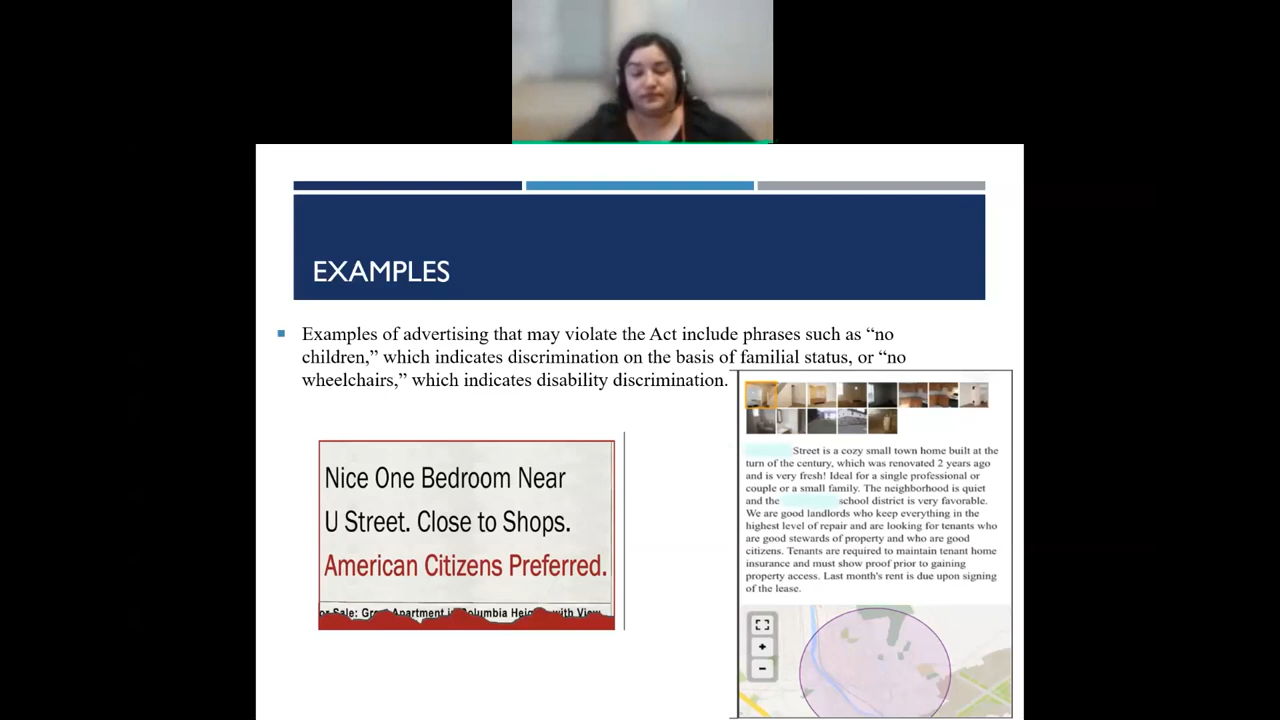 EXAMPLES
Examples of advertising that may violate the Act include phrases such as “no
children,” which indicates discrimination on the basis of familial status, or “no
wheelchairs,” which indicates disability discrimination.
Nice One Bedroom Near
U Street. Close to Shops.
American Citizens Preferred.
or Sale: Apartment Columbia with View
Street is a cozy small town home built at the
turn of the century, which was renovated 2 years ago
and is very fresh! Ideal for a single professional or
couple or a small family. The neighborhood is quiet
and the school district is very favorable.
We are good landlords who keep everything in the
highest level of repair and are looking for tenants who
are good stewards of property and who are good
citizens. Tenants are required to maintain tenant home
insurance and must show proof prior to gaining
property access. Last month's rent is due upon signing
of the lease.